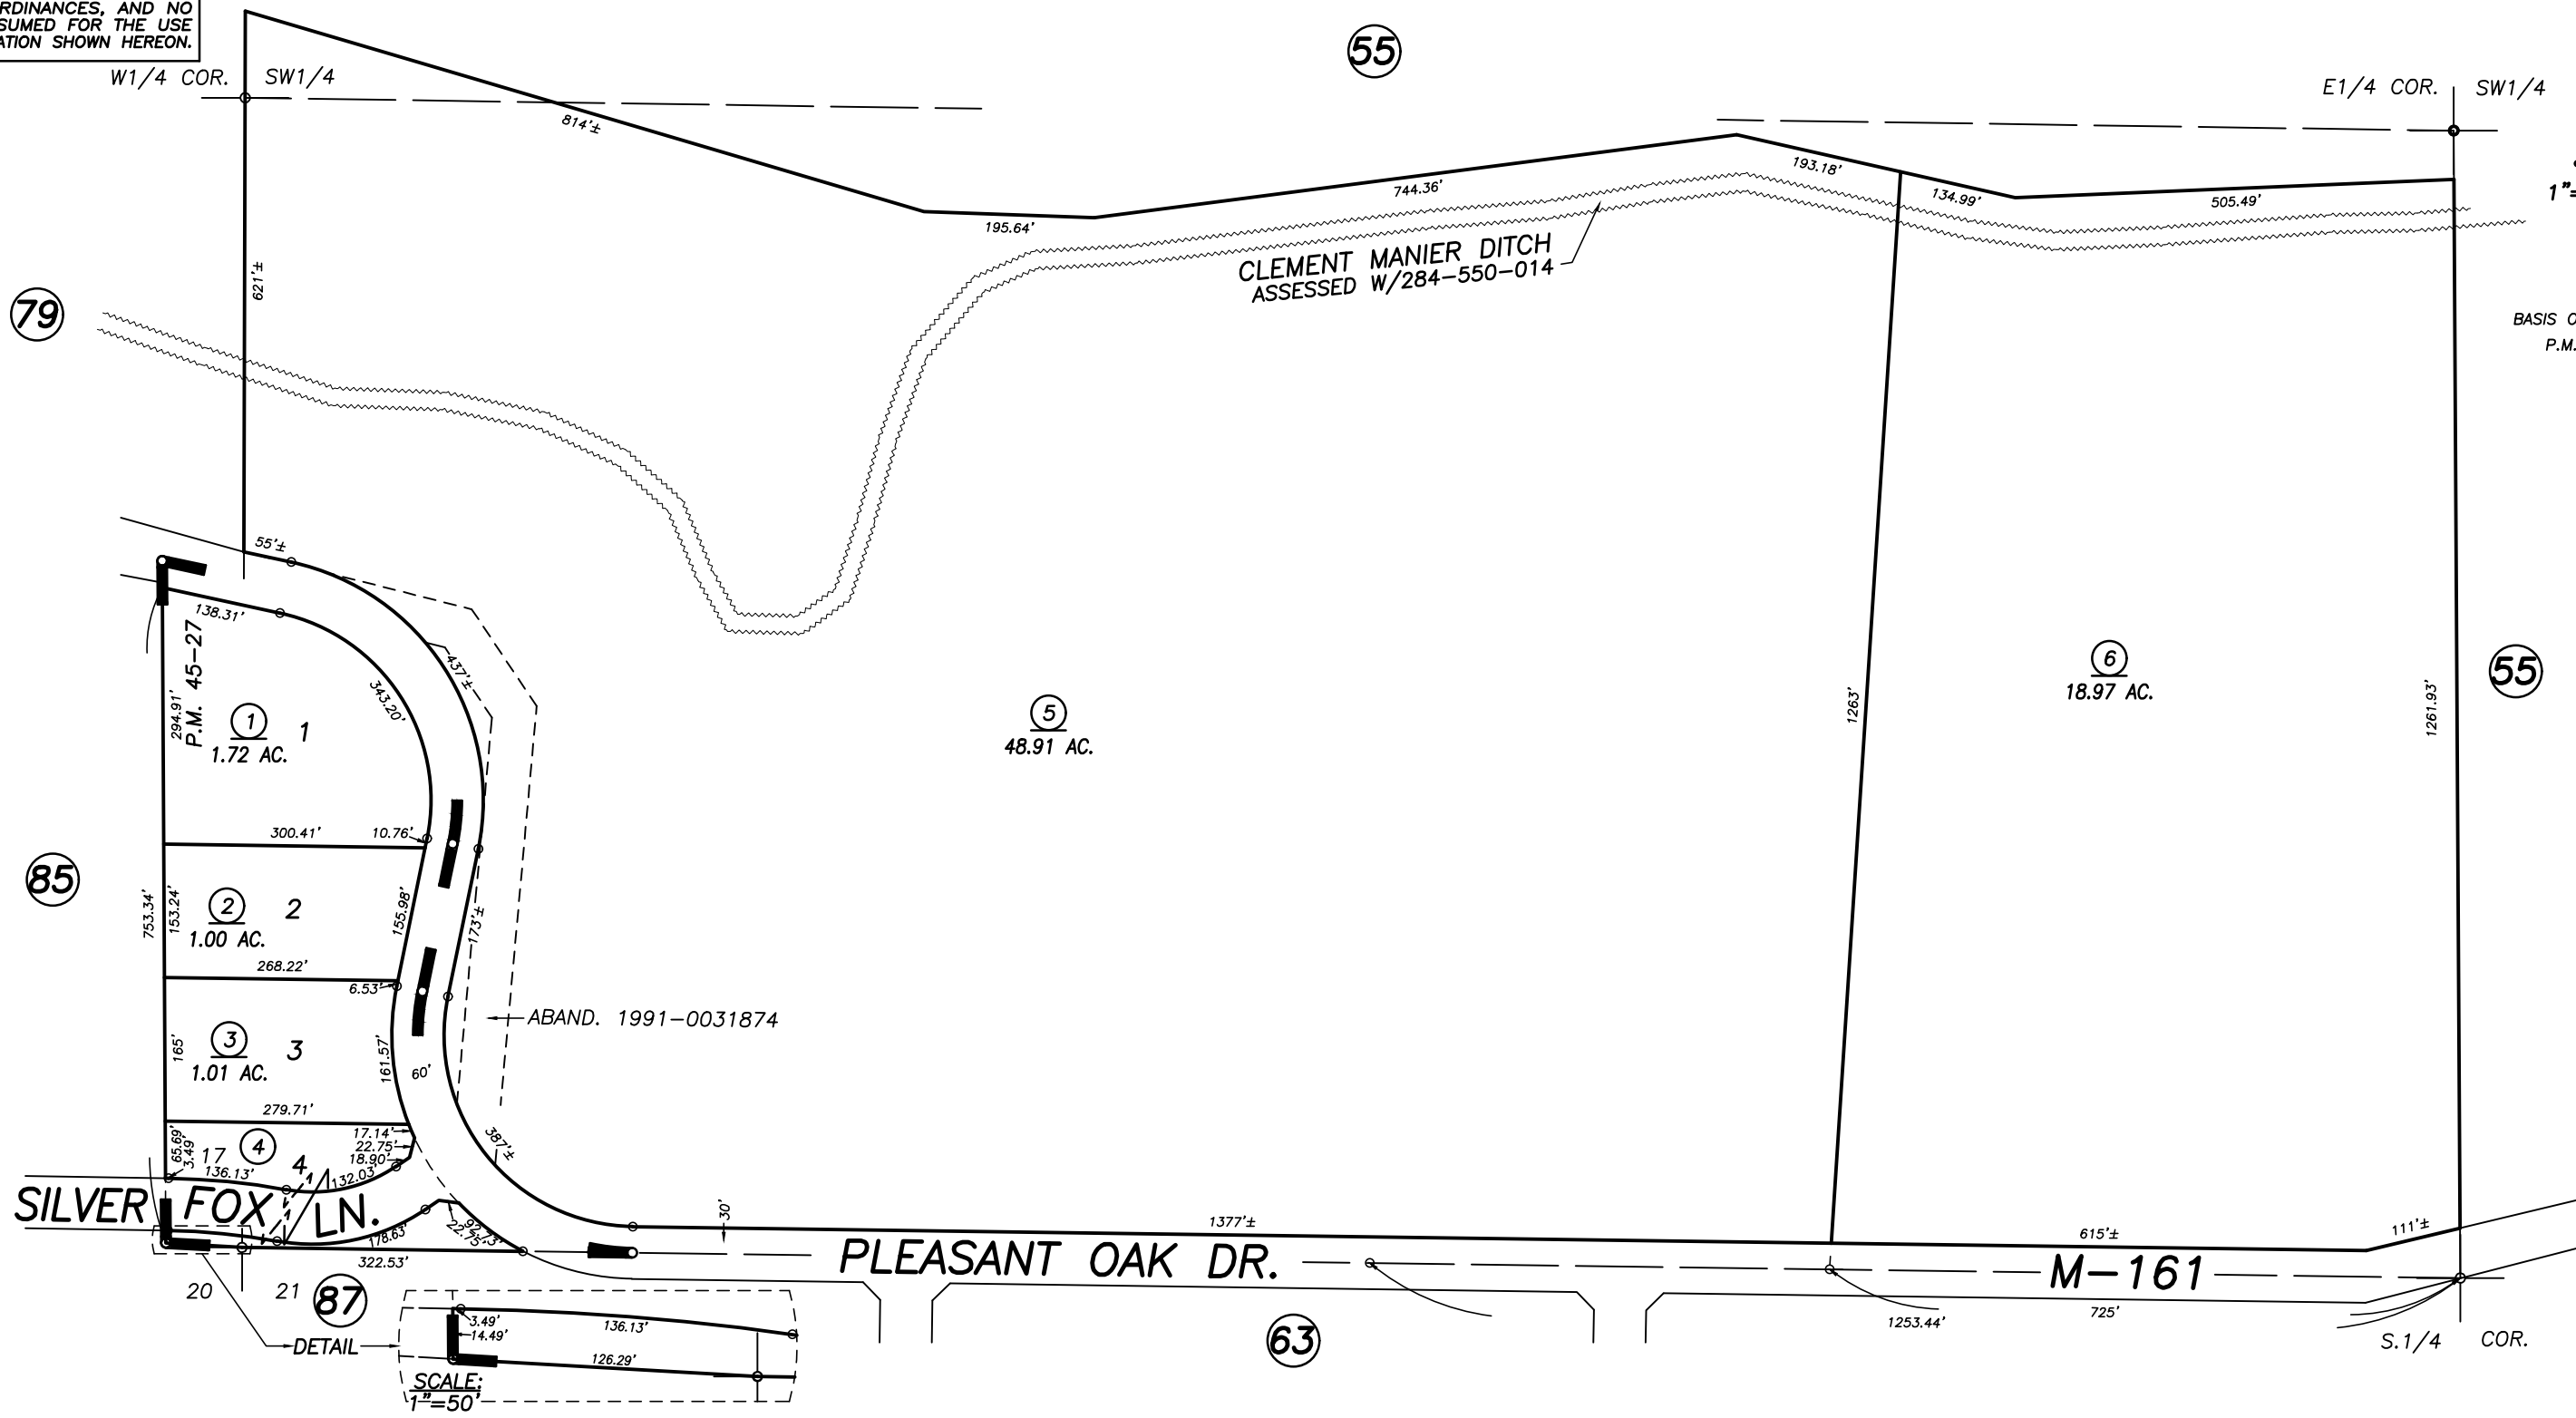 RDINANCES, AND NO
SUMED FOR THE USE
ATION SHOWN HEREON.
55
W1/4 COR. SW1/4
E1/4 COR. SW1/4
814'±
193.18'
744.36'
134.99'
505.49'
195.64'
1"=
CLEMENT MANIER DITCH
ASSESSED W/284-550-014
621'±
79
BASIS O
P.M.
55'±
138.31'
P.M. 45-27
437'±
343.20'
294.91'
1 1
1.72 AC.
5
48.91 AC.
1263'
6
18.97 AC.
1261.93'
55
300.41' 10.76'
85
753.34'
153.24'
2 2
1.00 AC.
155.98'
173'±
268.22'
6.53'
ABAND. 1991-0031874
165'
3 3
1.01 AC.
161.57'
60'
279.71'
387'±
17.14'
22.75'
18.90'
65.69'
3.49'
17 4 4
136.13'
132.03'
SILVER FOX LN.
178.63'
92.73'
22.75'
322.53'
30'
1377'±
PLEASANT OAK DR.
615'±
111'±
M-161
20 21 87
DETAIL
3.49'
14.49'
136.13'
126.29'
SCALE:
1"=50'
63
1253.44'
725'
S.1/4 COR.